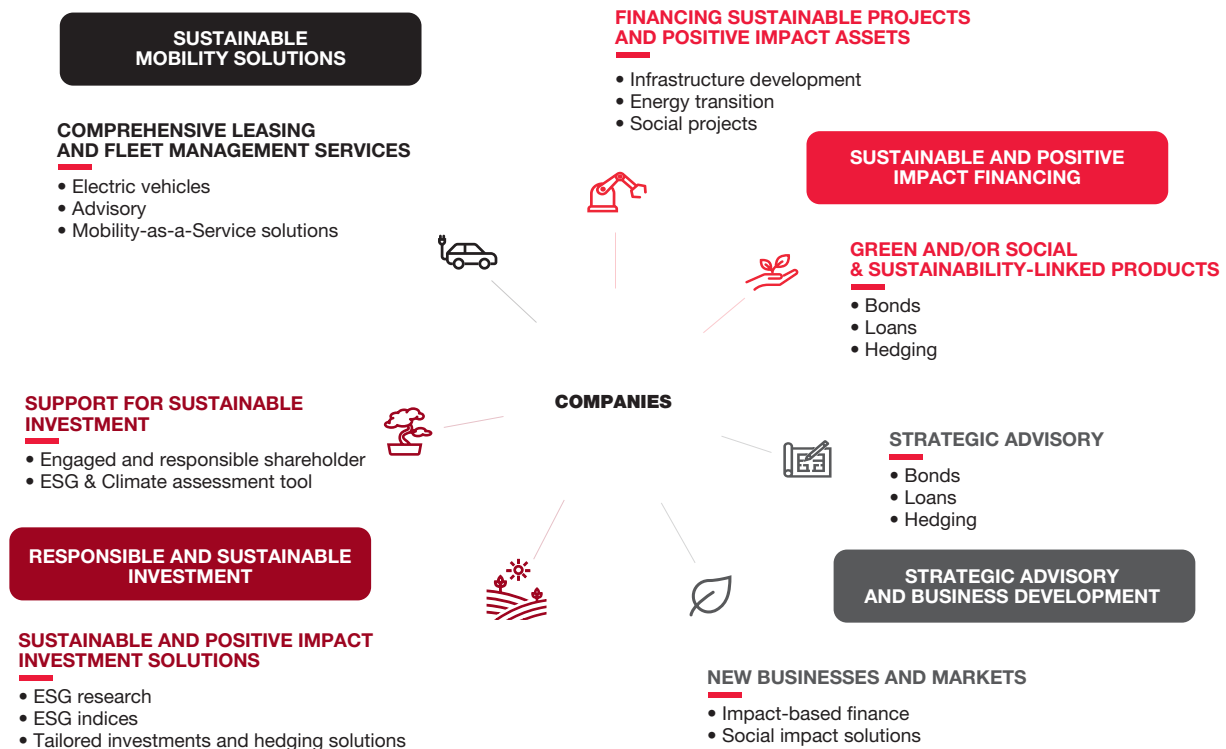 SUSTAINABLE
MOBILITY SOLUTIONS
COMPREHENSIVE LEASING
AND FLEET MANAGEMENT SERVICES
• Electric vehicles
• Advisory
• Mobility-as-a-Service solutions
FINANCING SUSTAINABLE PROJECTS
AND POSITIVE IMPACT ASSETS
• Infrastructure development
• Energy transition
• Social projects
SUSTAINABLE AND POSITIVE
IMPACT FINANCING
GREEN AND/OR SOCIAL
& SUSTAINABILITY-LINKED PRODUCTS
• Bonds
• Loans
• Hedging
COMPANIES
SUPPORT FOR SUSTAINABLE
INVESTMENT
• Engaged and responsible shareholder
• ESG & Climate assessment tool
RESPONSIBLE AND SUSTAINABLE
INVESTMENT
SUSTAINABLE AND POSITIVE IMPACT
INVESTMENT SOLUTIONS
• ESG research
• ESG indices
• Tailored investments and hedging solutions
STRATEGIC ADVISORY
• Bonds
• Loans
• Hedging
STRATEGIC ADVISORY
AND BUSINESS DEVELOPMENT
NEW BUSINESSES AND MARKETS
• Impact-based finance
• Social impact solutions